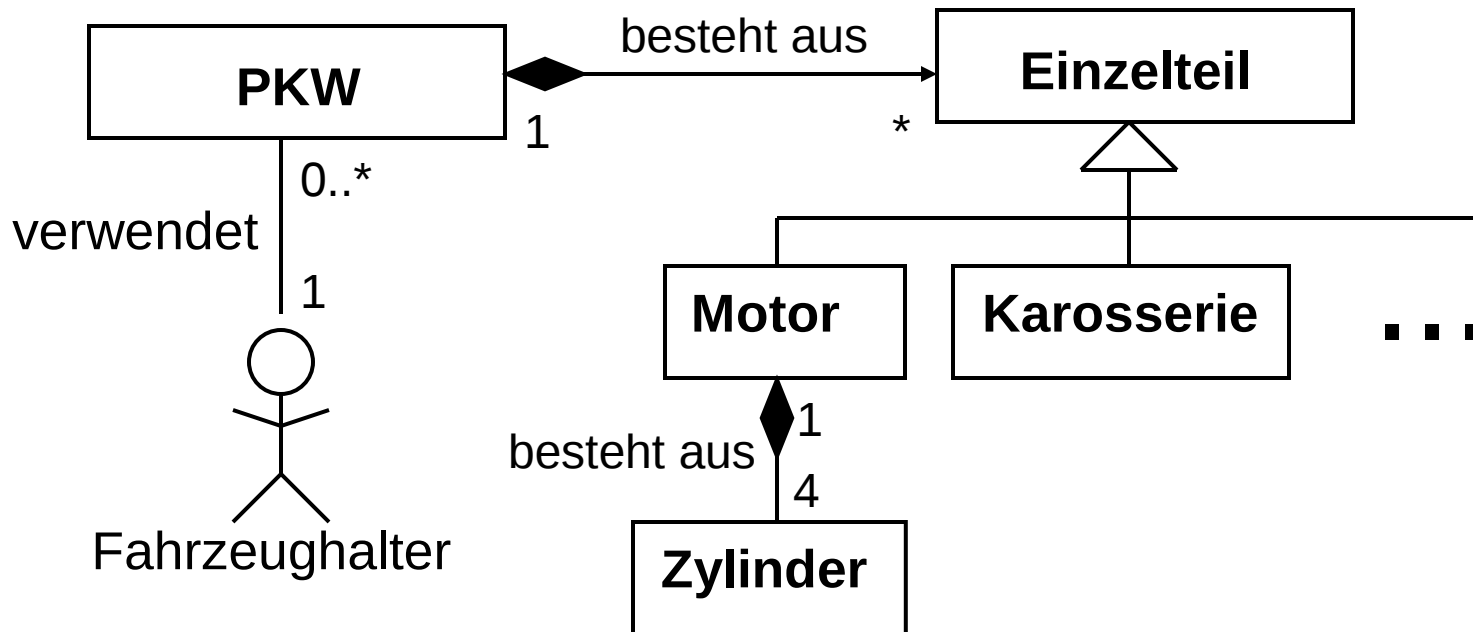 besteht aus
PKW
Einzelteil
1
*
0..*
verwendet
1
Motor
Karosserie
...
1
besteht aus
4
Fahrzeughalter
Zylinder